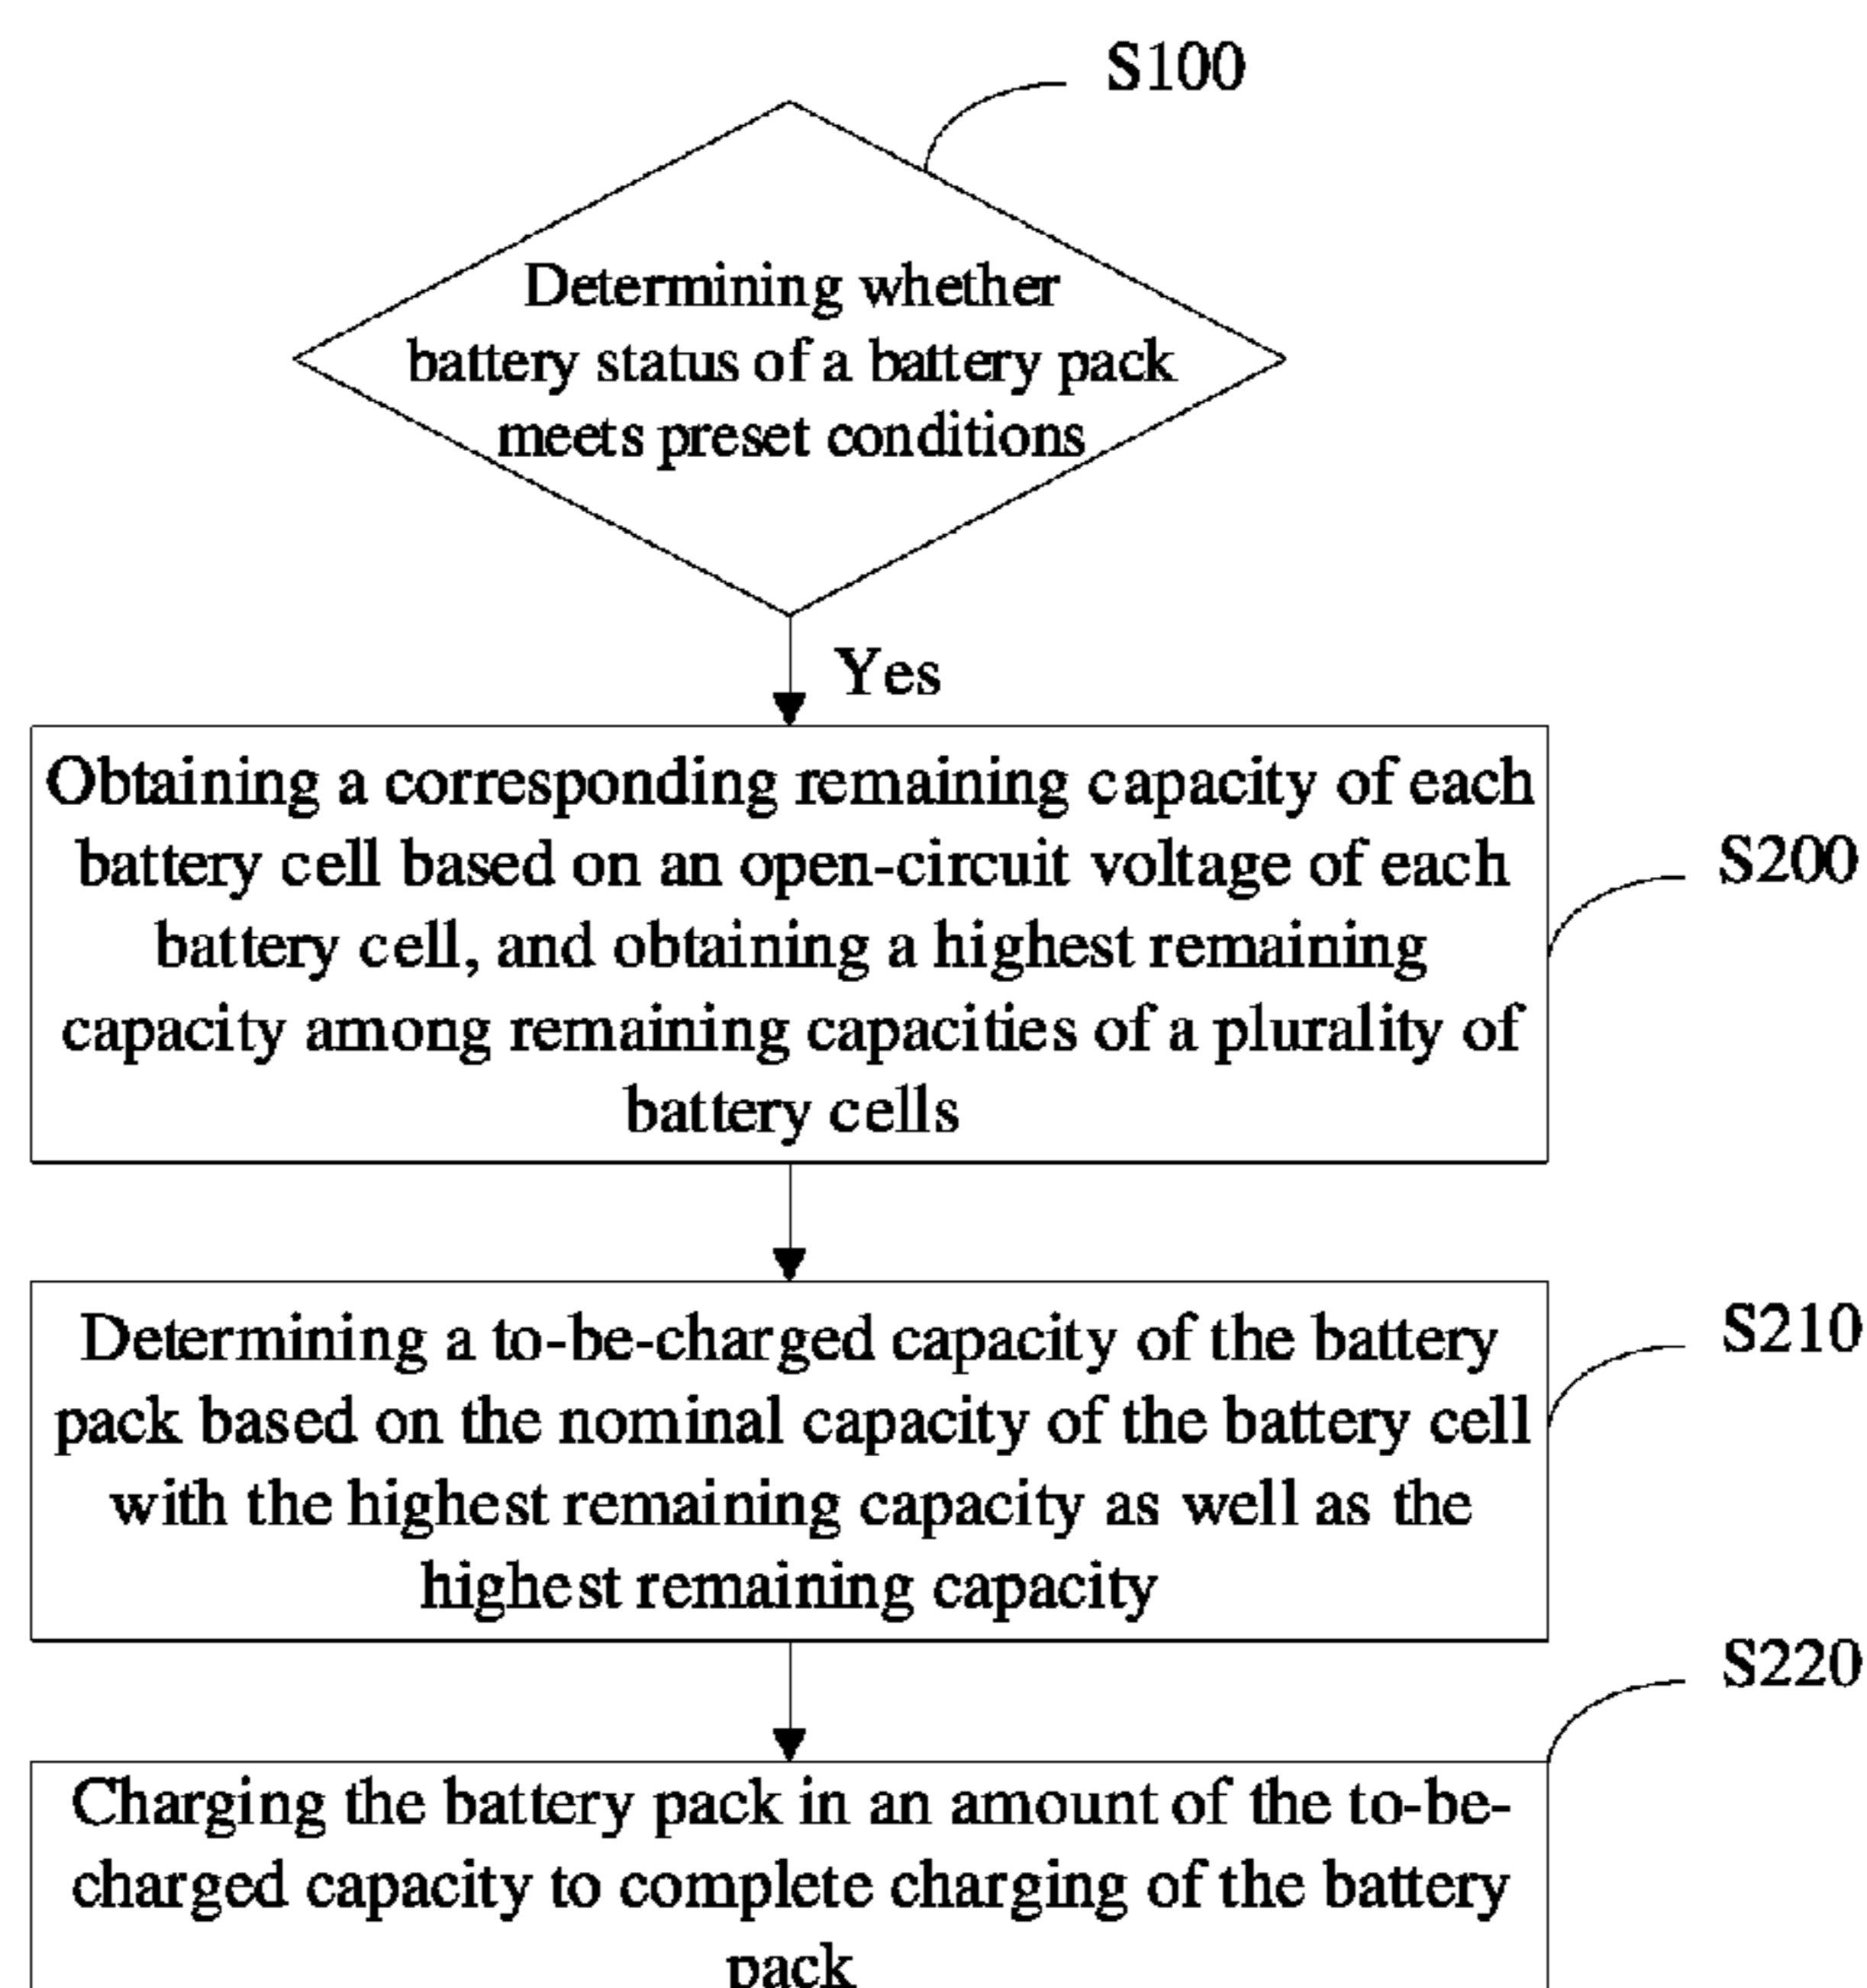 S100
Determining whether
battery status of a battery pack
meets preset conditions
Yes
Obtaining a corresponding remaining capacity of each
battery cell based on an open-circuit voltage of each
battery cell, and obtaining a highest remaining
capacity among remaining capacities of a plurality of
battery cells
S200
Determining a to-be-charged capacity of the battery
pack based on the nominal capacity of the battery cell
with the highest remaining capacity as well as the
highest remaining capacity
S210
S220
Charging the battery pack in an amount of the to-be-
charged capacity to complete charging of the battery
pack